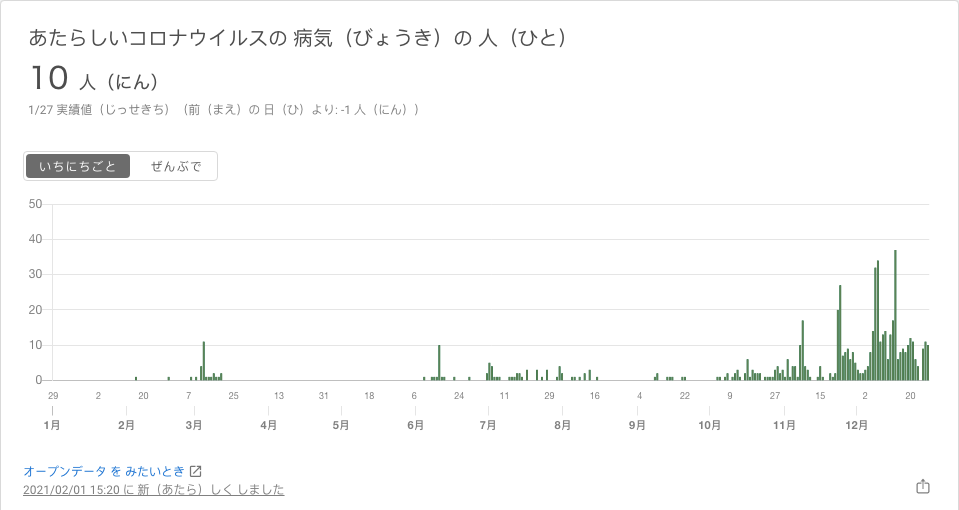 あたらしいコロナウイルスの 病気（びょうき）の 人（ひと）
10 人（にん）
1/27 実績値（じっせきち）（前（まえ）の 日（ひ）より: -1 人（にん））
いちにちごと ぜんぶで
50
40
30
20
10
0
29 2 20 7 25 13 31 18 6 24 11 29 16 4 22 9 27 15 2 20
1月 2月 3月 4月 5月 6月 7月 8月 9月 10月 11月 12月
オープンデータ を みたいとき
2021/02/01 15:20 に 新（あたら）しく しました